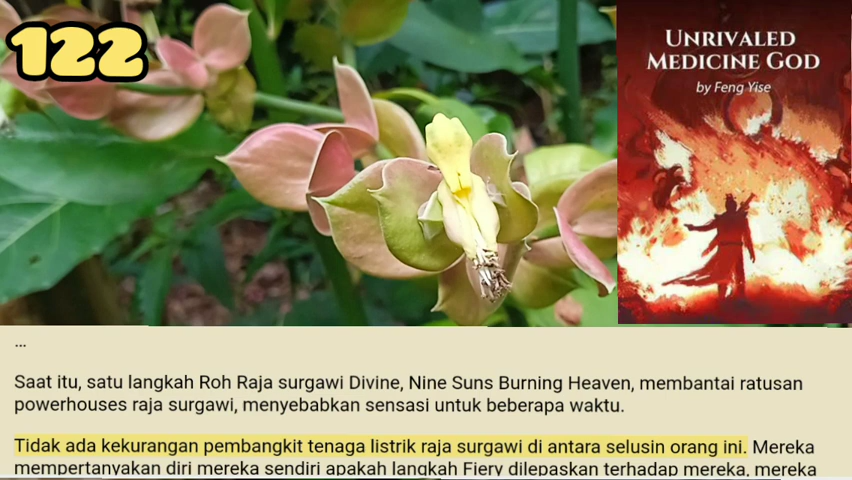 122
UNRIVALED
MEDICINE GOD
by Feng Yise
...
Saat itu, satu langkah Roh Raja surgawi Divine, Nine Suns Burning Heaven, membantai ratusan
powerhouses raja surgawi, menyebabkan sensasi untuk beberapa waktu.
Tidak ada kekurangan pembangkit tenaga listrik raja surgawi di antara selusin orang ini. Mereka
mempertanyakan diri mereka sendiri apakah langkah Fiery dilepaskan terhadap mereka, mereka